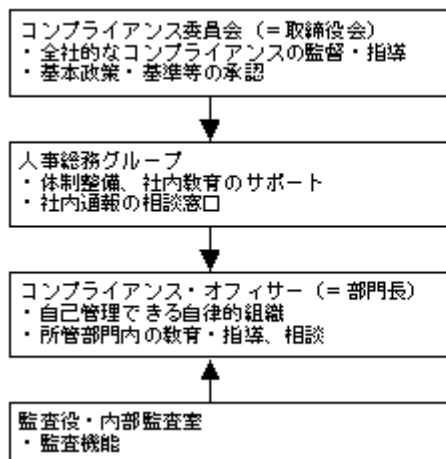 コンプライアンス委員会（＝取締役会）
・全社的なコンプライアンスの監督・指導
・基本政策・基準等の承認
人事総務グループ
・体制整備、社内教育のサポート
・社内通報の相談窓口
コンプライアンス・オフィサー（＝部門長）
・自己管理できる自律的組織
・所管部門内の教育・指導、相談
監査役・内部監査室
・監査機能